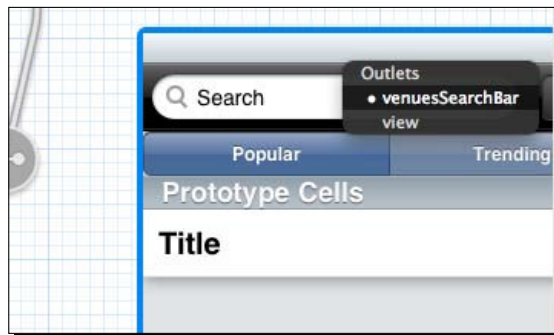 Outlets
Search
• venuesSearchBar
view
Popular
Trending
Prototype Cells
Title